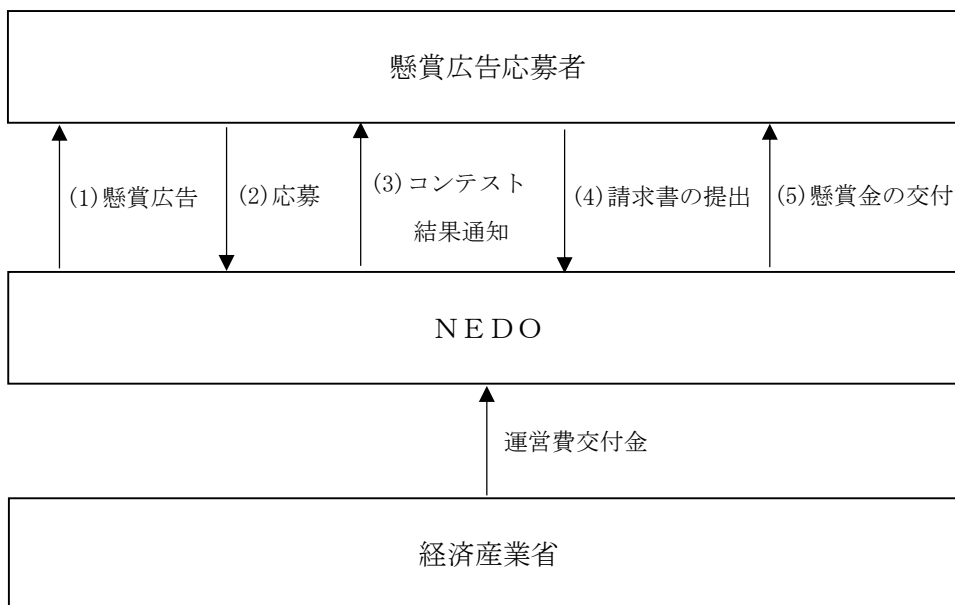 懸賞広告応募者
(1)懸賞広告
(2)応募
(3)コンテスト
結果通知
(4)請求書の提出
(5)懸賞金の交付
ＮＥＤＯ
運営費交付金
経済産業省